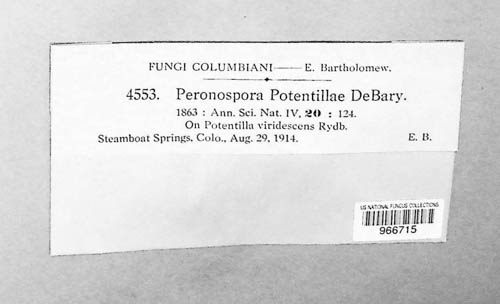 FUNGI COLUMBIANI—E. Bartholomew.
4553. Peronospora Potentillae DeBary.
1863 : Ann. Sci. Nat. IV, 20 : 124.
On Potentilla viridescens Rydb.
Steamboat Springs, Colo., Aug. 29, 1914. E. B.
US NATIONAL FUNGUS COLLECTIONS
966715